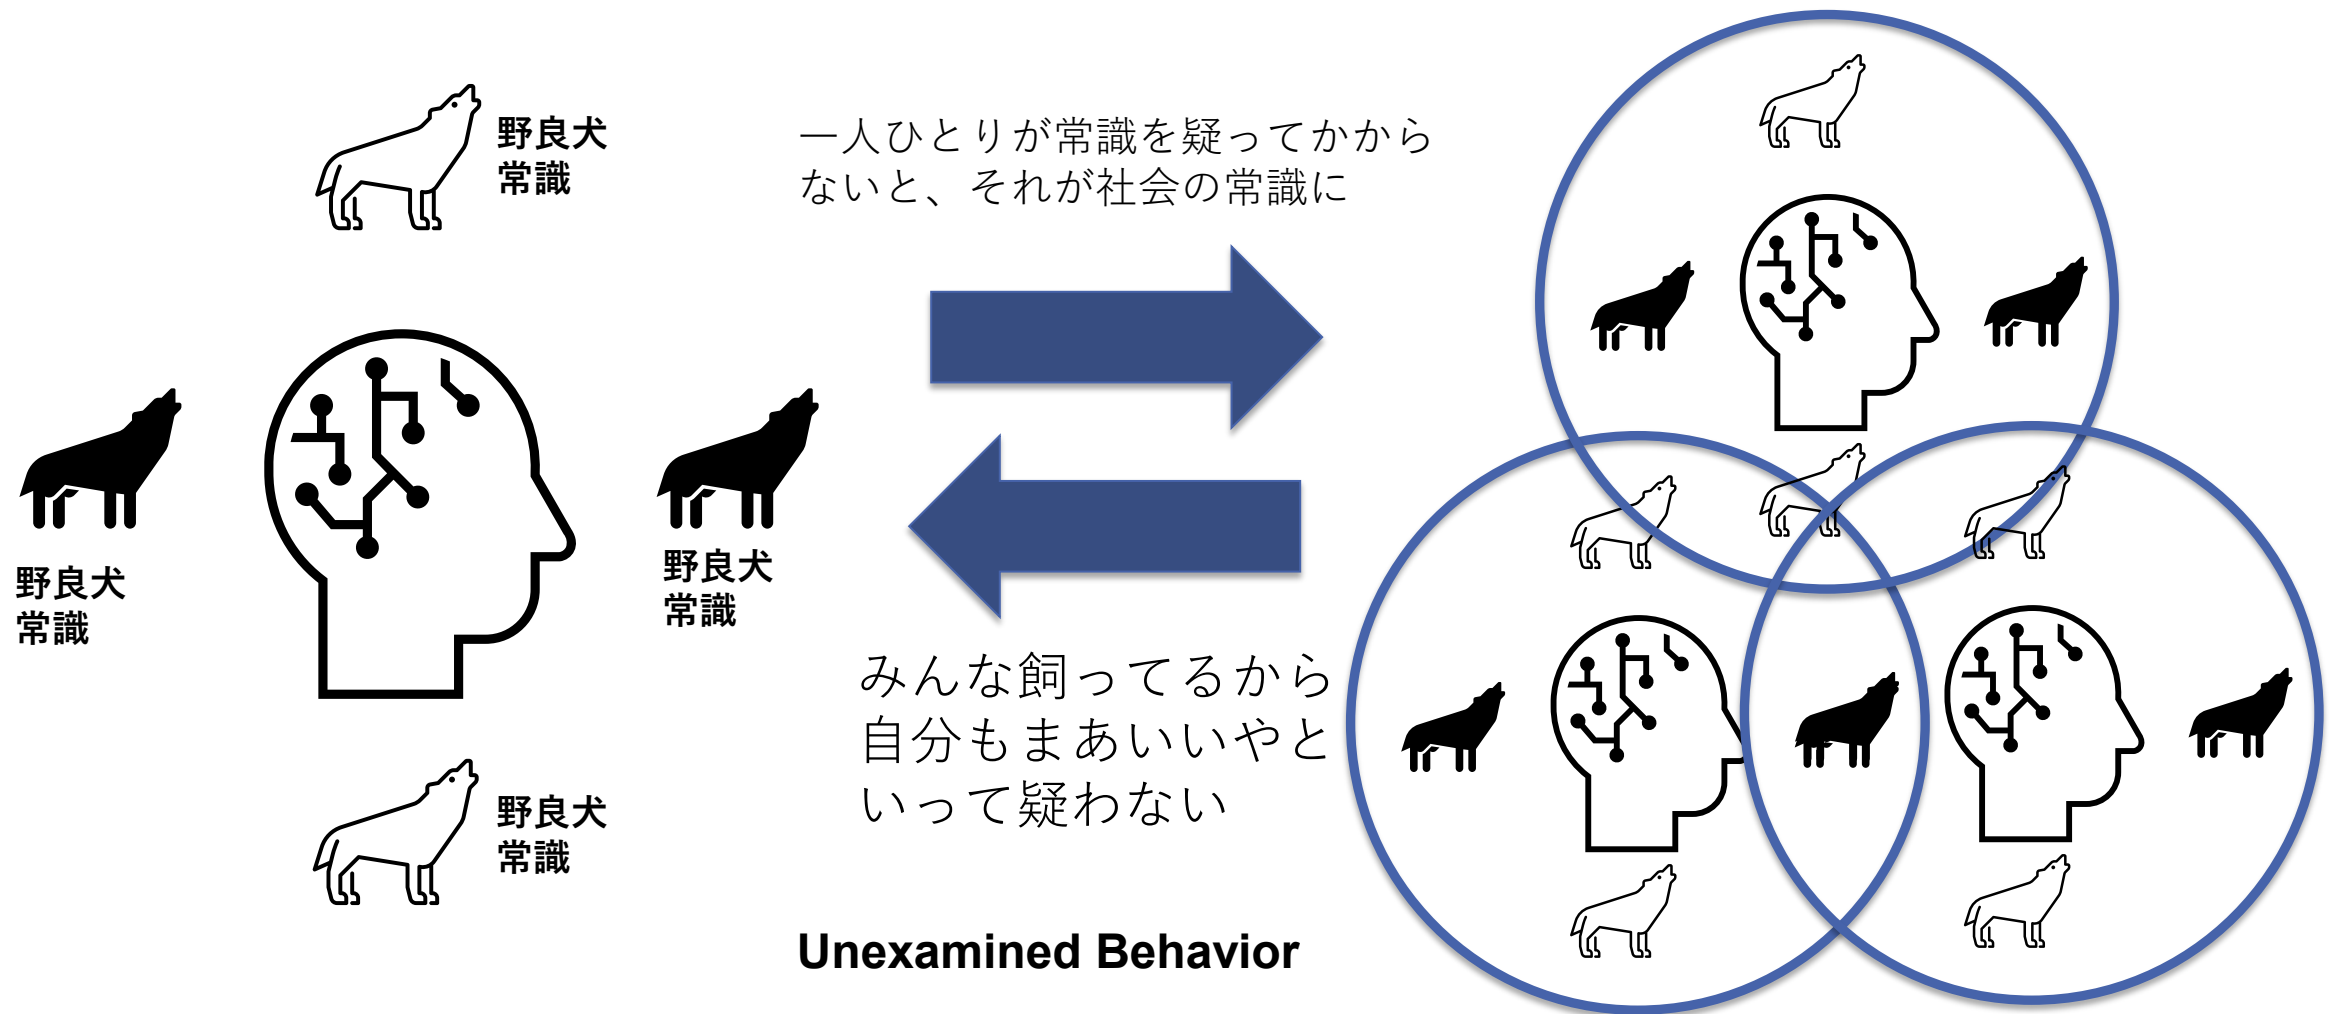 野良犬
常識
一人ひとりが常識を疑ってかから
ないと、それが社会の常識に
野良犬
常識
野良犬
常識
みんな飼ってるから
自分もまあいいやと
いって疑わない
野良犬
常識
Unexamined Behavior